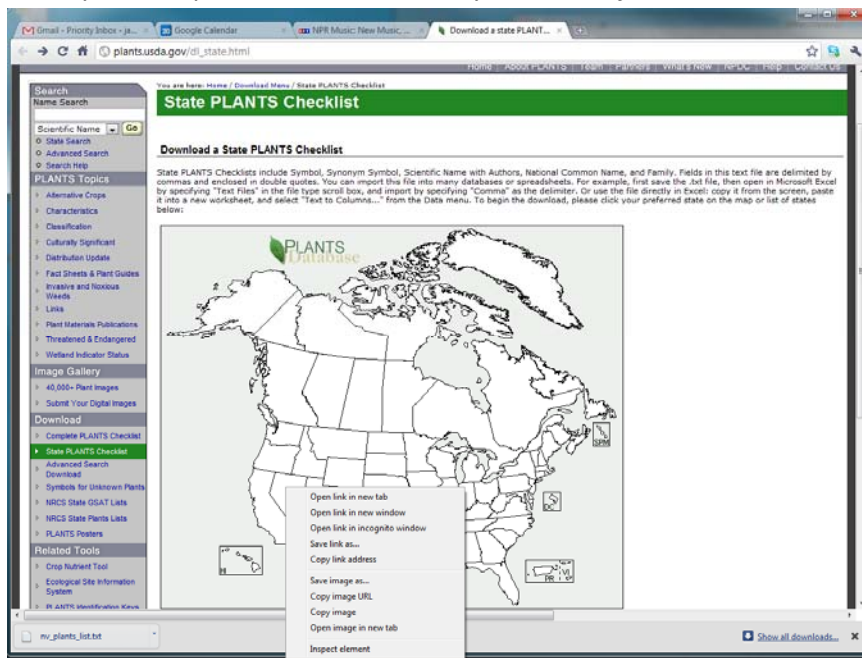 Gmail - Priority Inbox - ja...
Google Calendar
NPR Music: New Music, ...
Download a state PLANT...
plants.usda.gov/dl_state.html
Home | About PLANTS | Team | Partners | What's New | NPDC | Help | Contact Us
Search
Name Search
Scientific Name
Go
State Search
Advanced Search
Search Help
PLANTS Topics
Alternative Crops
Characteristics
Classification
Culturally Significant
Distribution Update
Fact Sheets & Plant Guides
Invasive and Noxious
Weeds
Links
Plant Materials Publications
Threatened & Endangered
Wetland Indicator Status
Image Gallery
40,000+ Plant Images
Submit Your Digital Images
Download
Complete PLANTS Checklist
State PLANTS Checklist
Advanced Search
Download
Symbols for Unknown Plants
NRCS State GSAT Lists
NRCS State Plants Lists
PLANTS Posters
Related Tools
Crop Nutrient Tool
Ecological Site Information
System
PLANTS Identification Keys
You are here: Home / Download Menu / State PLANTS Checklist
State PLANTS Checklist
Download a State PLANTS Checklist
State PLANTS Checklists include Symbol, Synonym Symbol, Scientific Name with Authors, National Common Name, and Family. Fields in this text file are delimited by
commas and enclosed in double quotes. You can import this file into many databases or spreadsheets. For example, first save the .txt file, then open in Microsoft Excel
by specifying "Text Files" in the file type scroll box, and import by specifying "Comma" as the delimiter. Or use the file directly in Excel: copy it from the screen, paste
it into a new worksheet, and select "Text to Columns..." from the Data menu. To begin the download, please click your preferred state on the map or list of states
below:
PLANTS
Database
SPM
DC
HI
PR
VI
Open link in new tab
Open link in new window
Open link in incognito window
Save link as...
Copy link address
Save image as...
Copy image URL
Copy image
Open image in new tab
Inspect element
nv_plants_list.txt
Show all downloads...